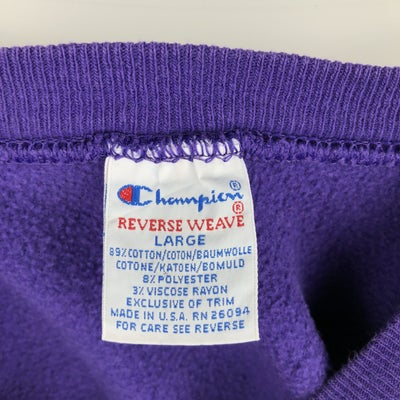 Champion®
REVERSE WEAVE®
LARGE
89% COTTON/COTON/BAUMWOLLE
COTONE/KATOEN/BOMULD
8% POLYESTER
3% VISCOSE RAYON
EXCLUSIVE OF TRIM
MADE IN U.S.A. RN 26094
FOR CARE SEE REVERSE